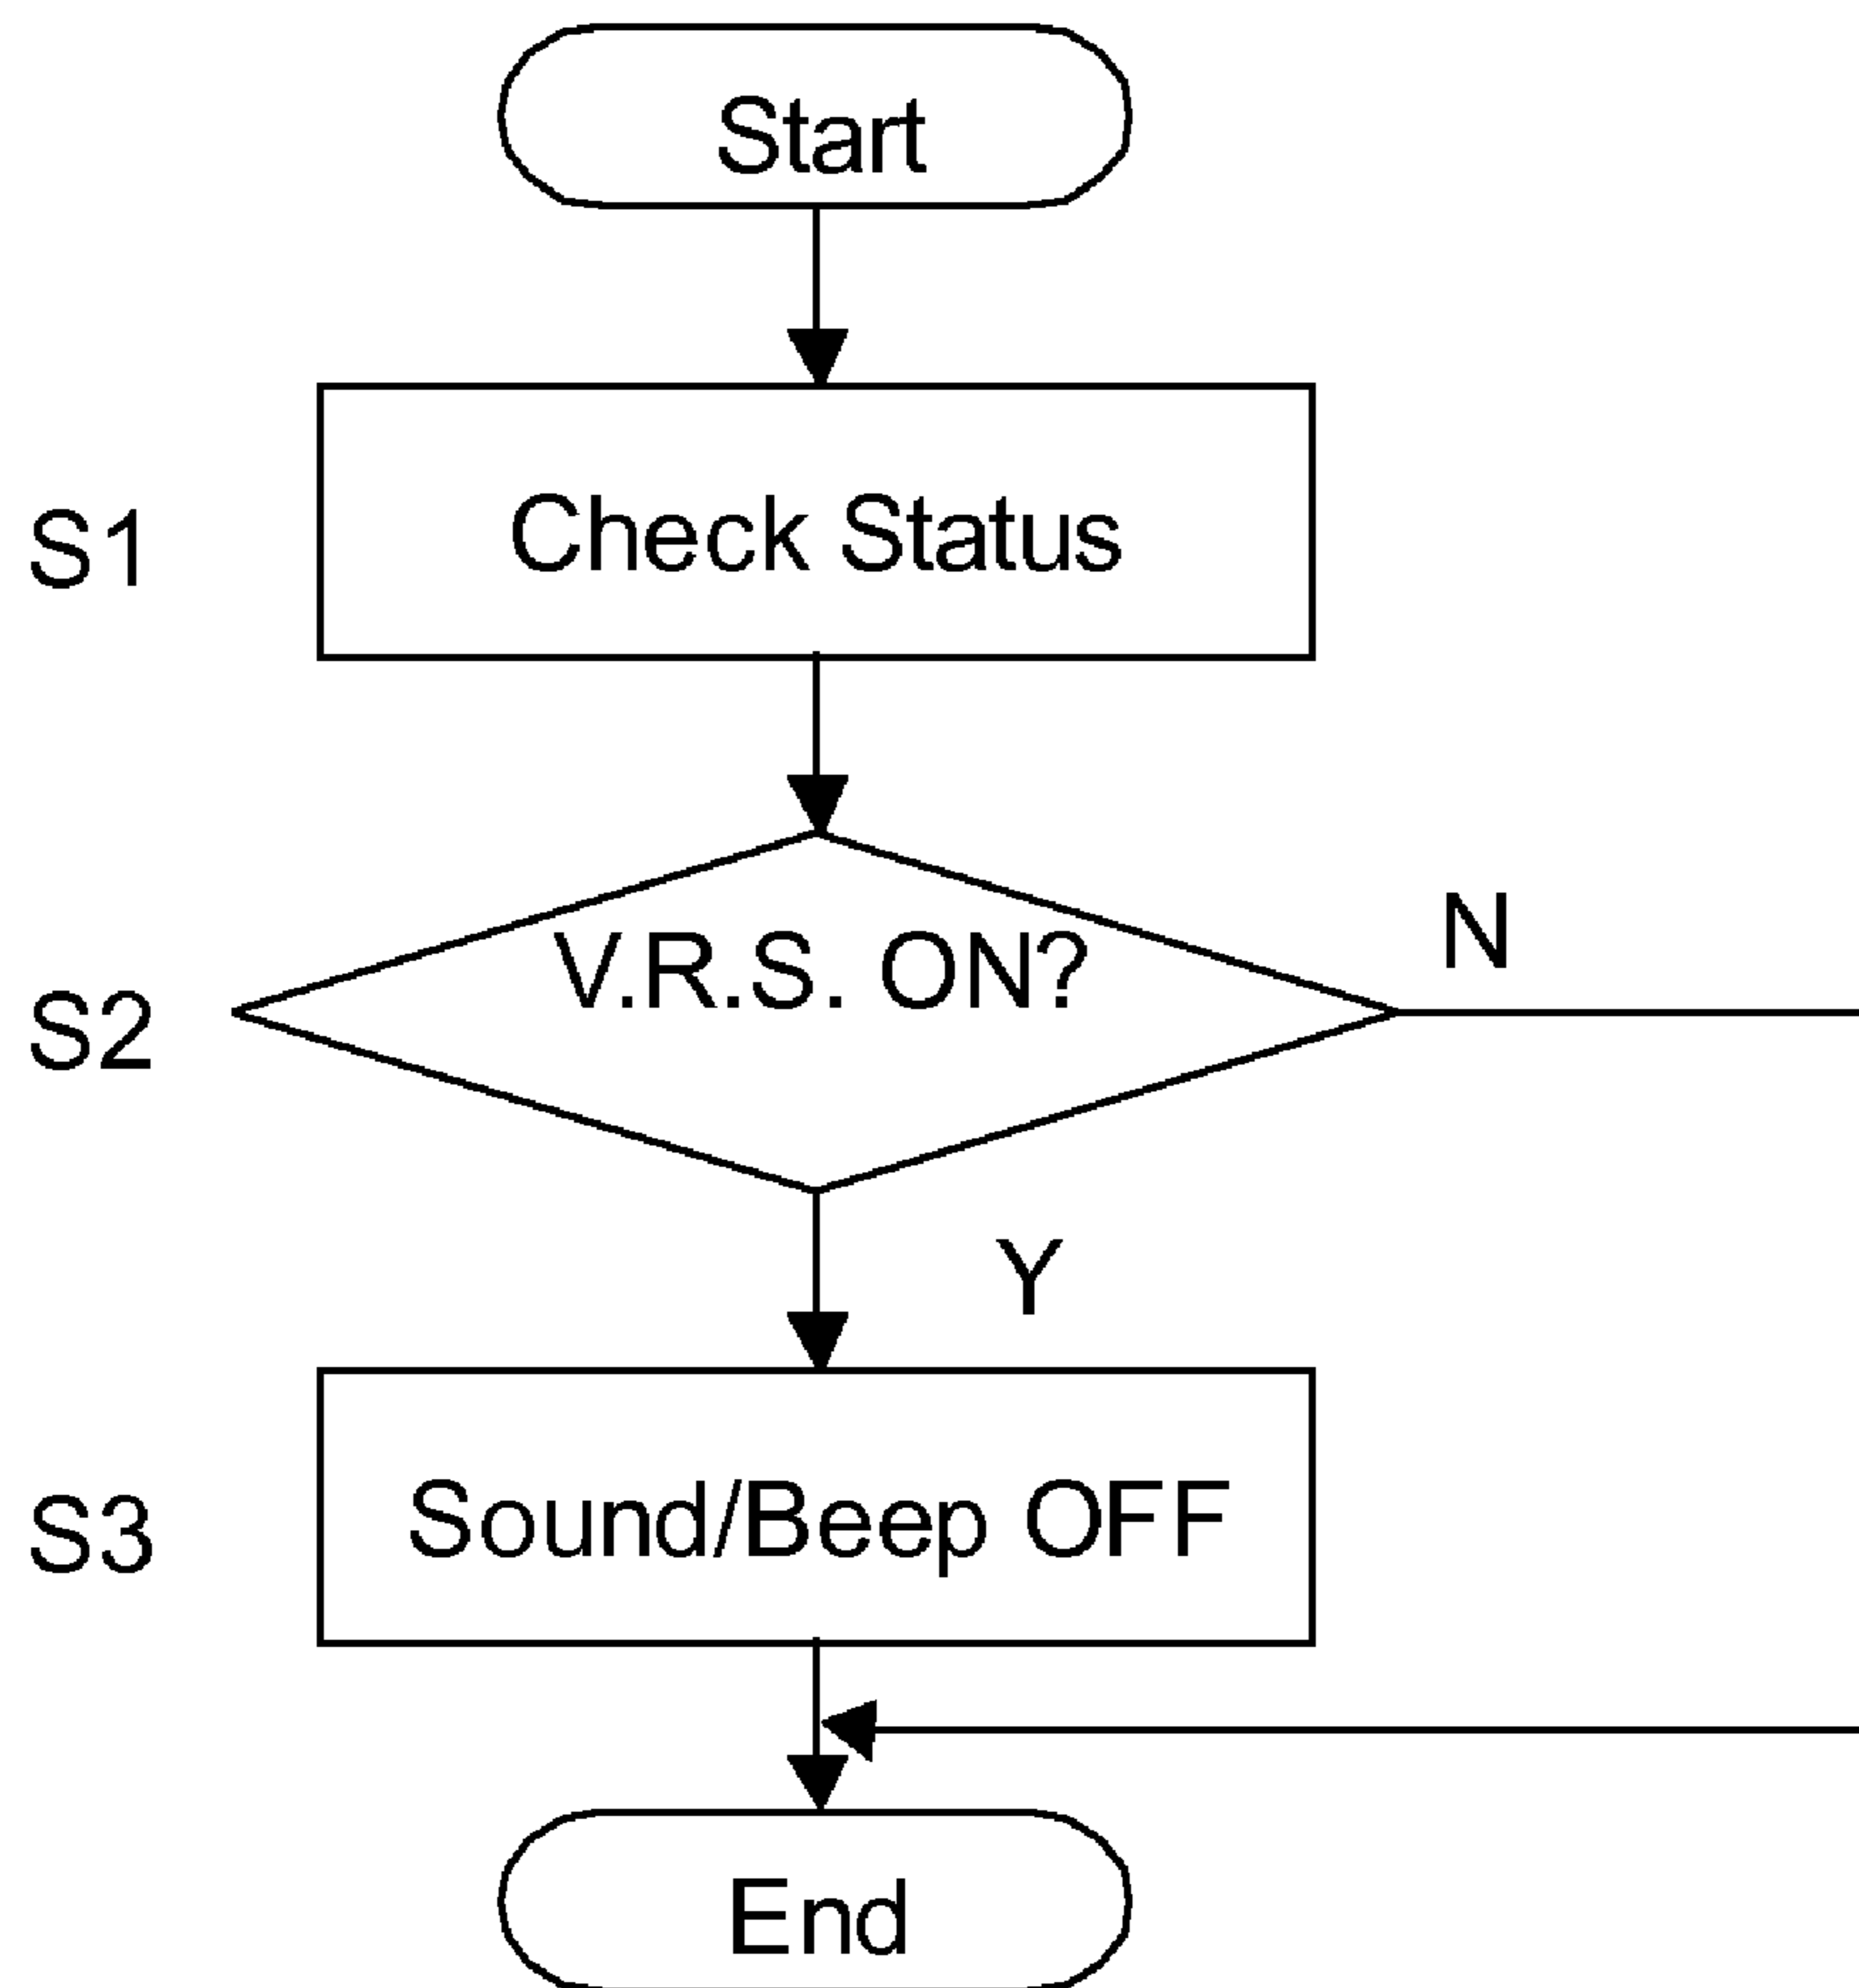 Start
S1
Check Status
V.R.S. ON?
N
S2
Y
S3
Sound/Beep OFF
End